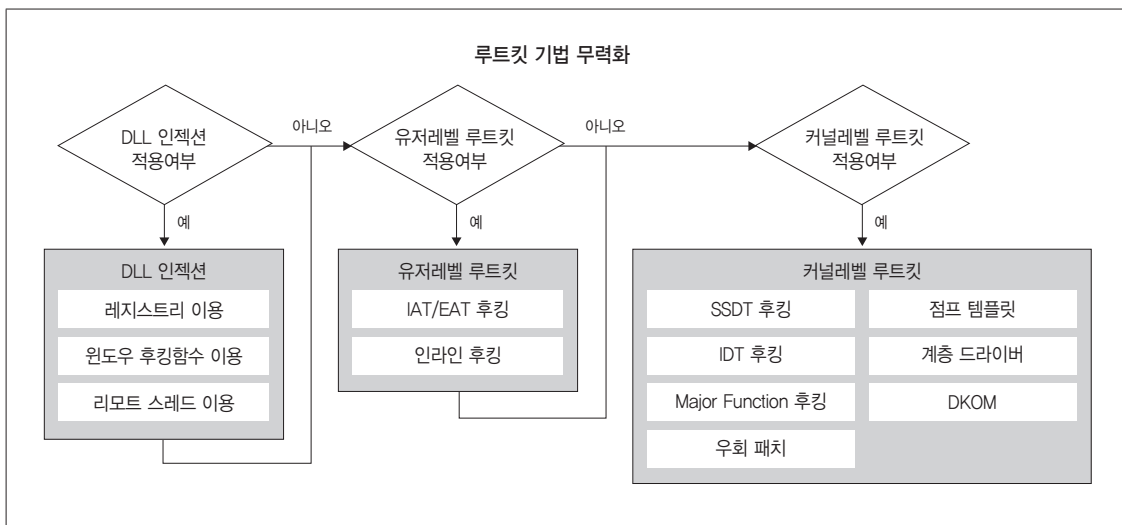 루트킷 기법 무력화
DLL 인젝션
적용여부
아니오
유저레벨 루트킷
적용여부
아니오
커널레벨 루트킷
적용여부
예
예
예
DLL 인젝션
레지스트리 이용
윈도우 후킹함수 이용
리모트 스레드 이용
유저레벨 루트킷
IAT/EAT 후킹
인라인 후킹
커널레벨 루트킷
SSDT 후킹
점프 템플릿
IDT 후킹
계층 드라이버
Major Function 후킹
DKOM
우회 패치